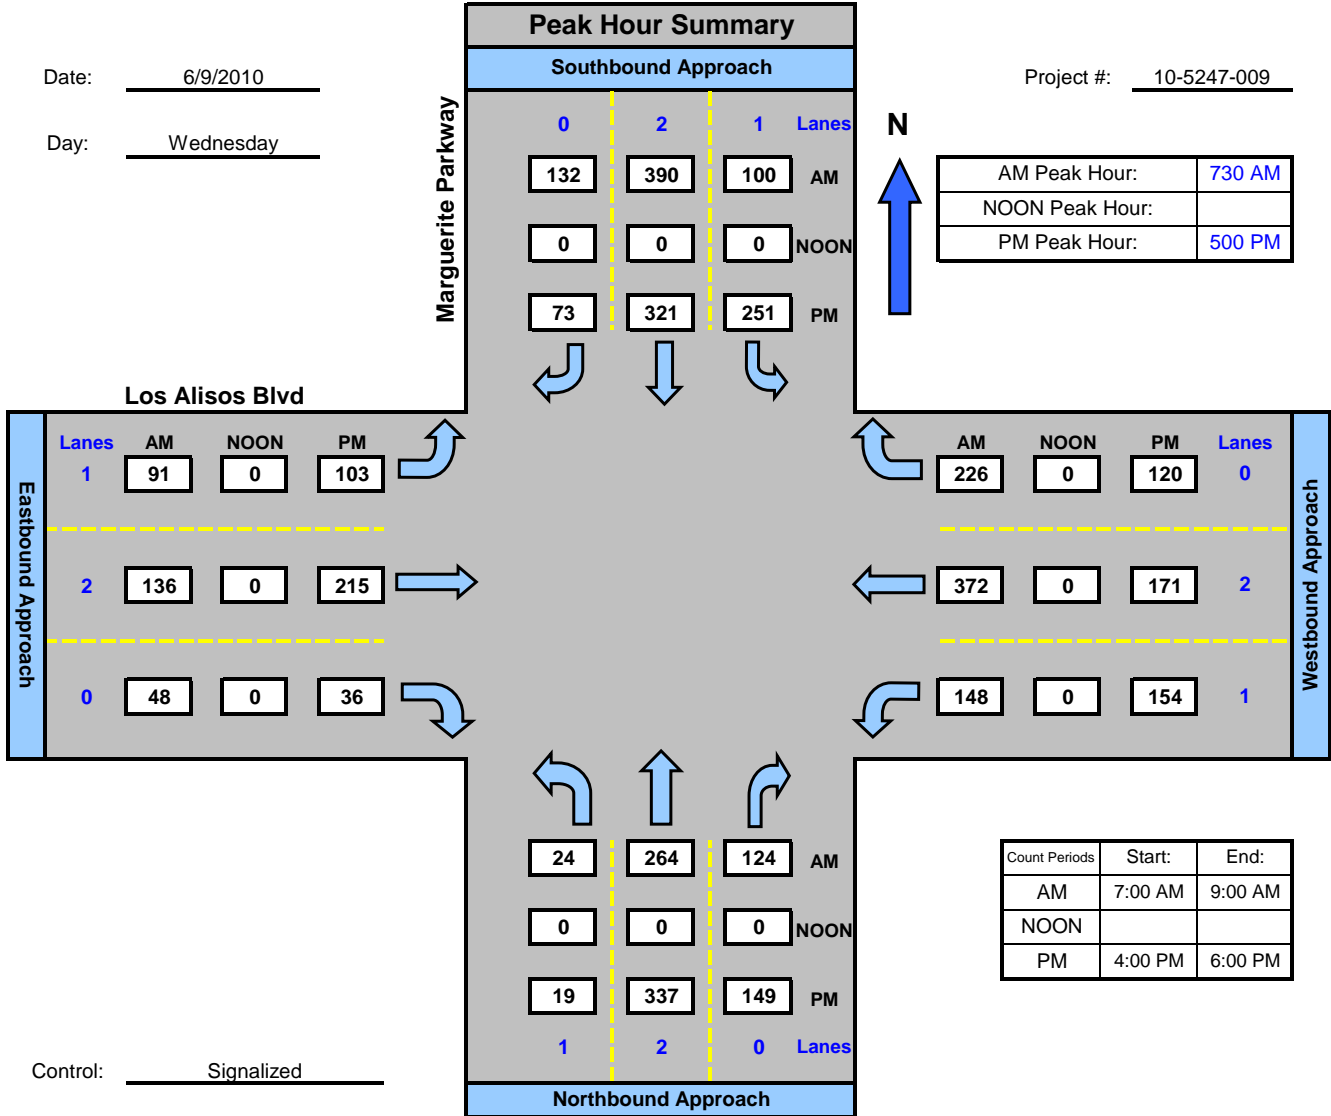 Peak Hour Summary
Southbound Approach
Date: 6/9/2010
Project #: 10-5247-009
Day: Wednesday
Marguerite Parkway
0 2 1 Lanes
132 390 100 AM
0 0 0 NOON
73 321 251 PM
N
AM Peak Hour: 730 AM
NOON Peak Hour:
PM Peak Hour: 500 PM
Los Alisos Blvd
Eastbound Approach
Lanes AM NOON PM
1 91 0 103
2 136 0 215
0 48 0 36
AM NOON PM Lanes
226 0 120 0
372 0 171 2
148 0 154 1
Westbound Approach
24 264 124 AM
0 0 0 NOON
19 337 149 PM
1 2 0 Lanes
Northbound Approach
Count Periods Start: End:
AM 7:00 AM 9:00 AM
NOON
PM 4:00 PM 6:00 PM
Control: Signalized